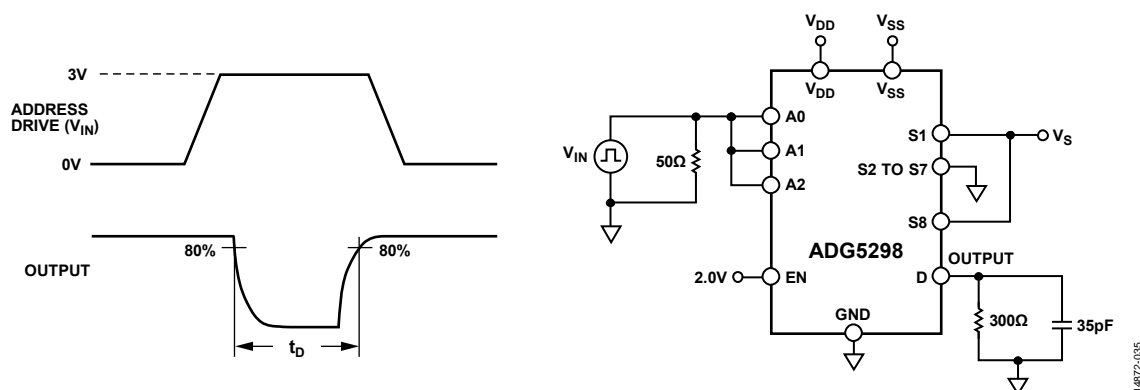 3V
ADDRESS
DRIVE (VIN)
0V
80%
80%
OUTPUT
tD
VDD
VSS
VDD
VSS
A0
A1
A2
VIN
50Ω
S1
VS
S2 TO S7
S8
ADG5298
OUTPUT
2.0V
EN
D
GND
300Ω
35pF